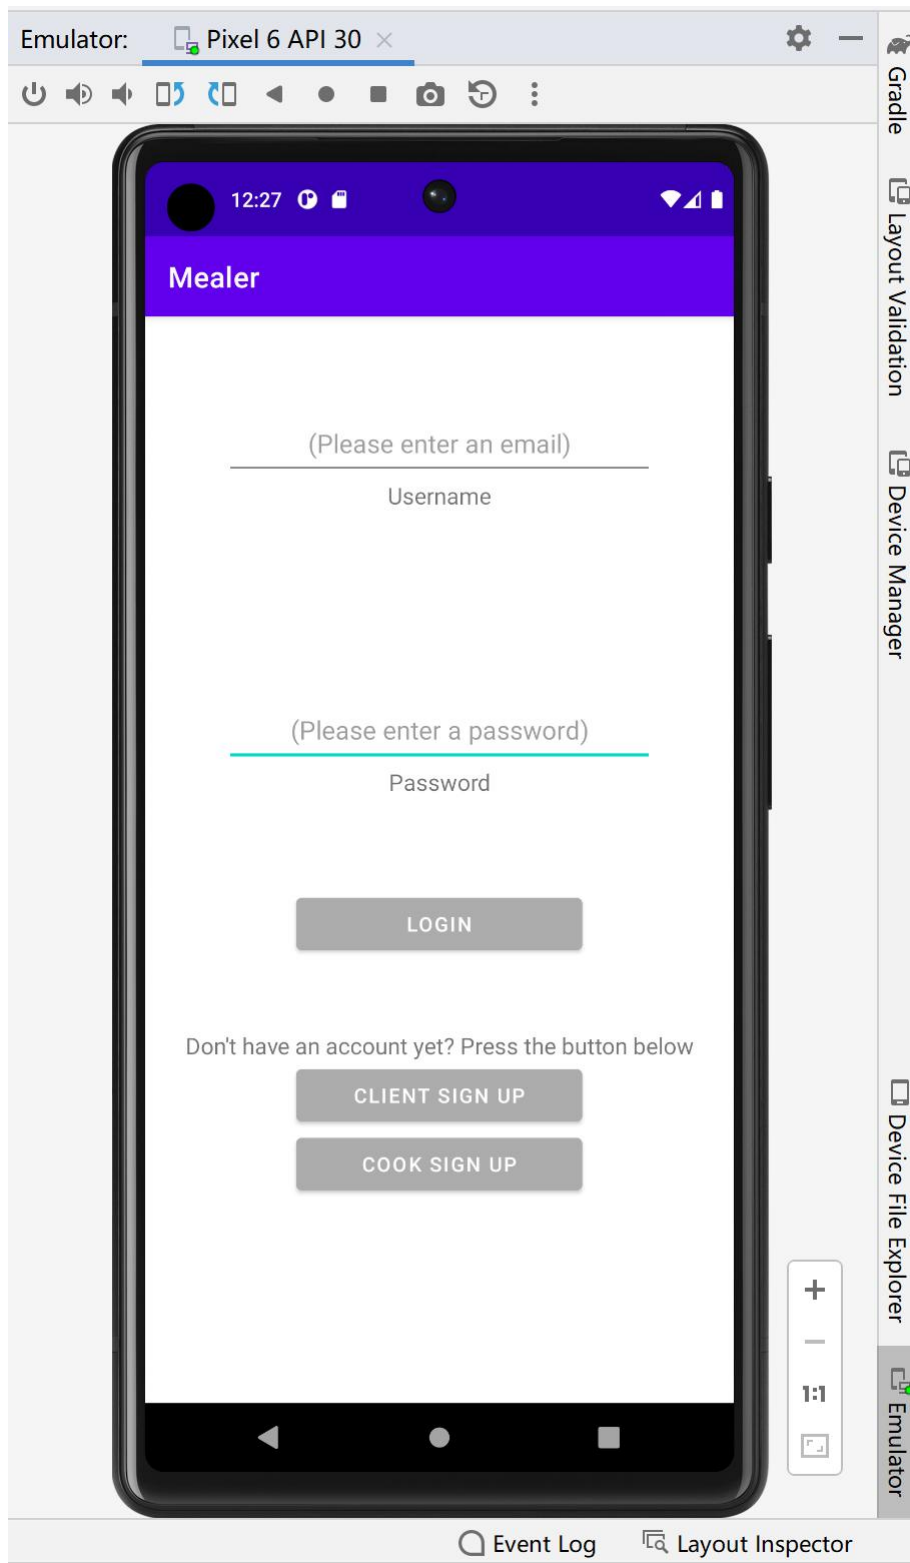 Emulator: Pixel 6 API 30
Gradle
Layout Validation
Device Manager
12:27
Mealer
(Please enter an email)
Username
(Please enter a password)
Password
LOGIN
Don't have an account yet? Press the button below
CLIENT SIGN UP
COOK SIGN UP
Device File Explorer
1:1
Emulator
Event Log Layout Inspector